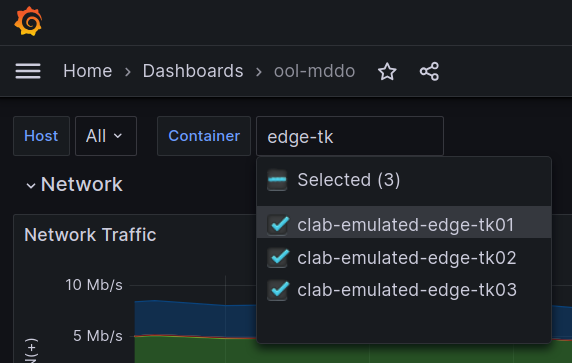 Home > Dashboards > ool-mddo
Host All Container edge-tk
Selected (3)
Network
clab-emulated-edge-tk01
Network Traffic
clab-emulated-edge-tk02
10 Mb/s
clab-emulated-edge-tk03
5 Mb/s
(+)